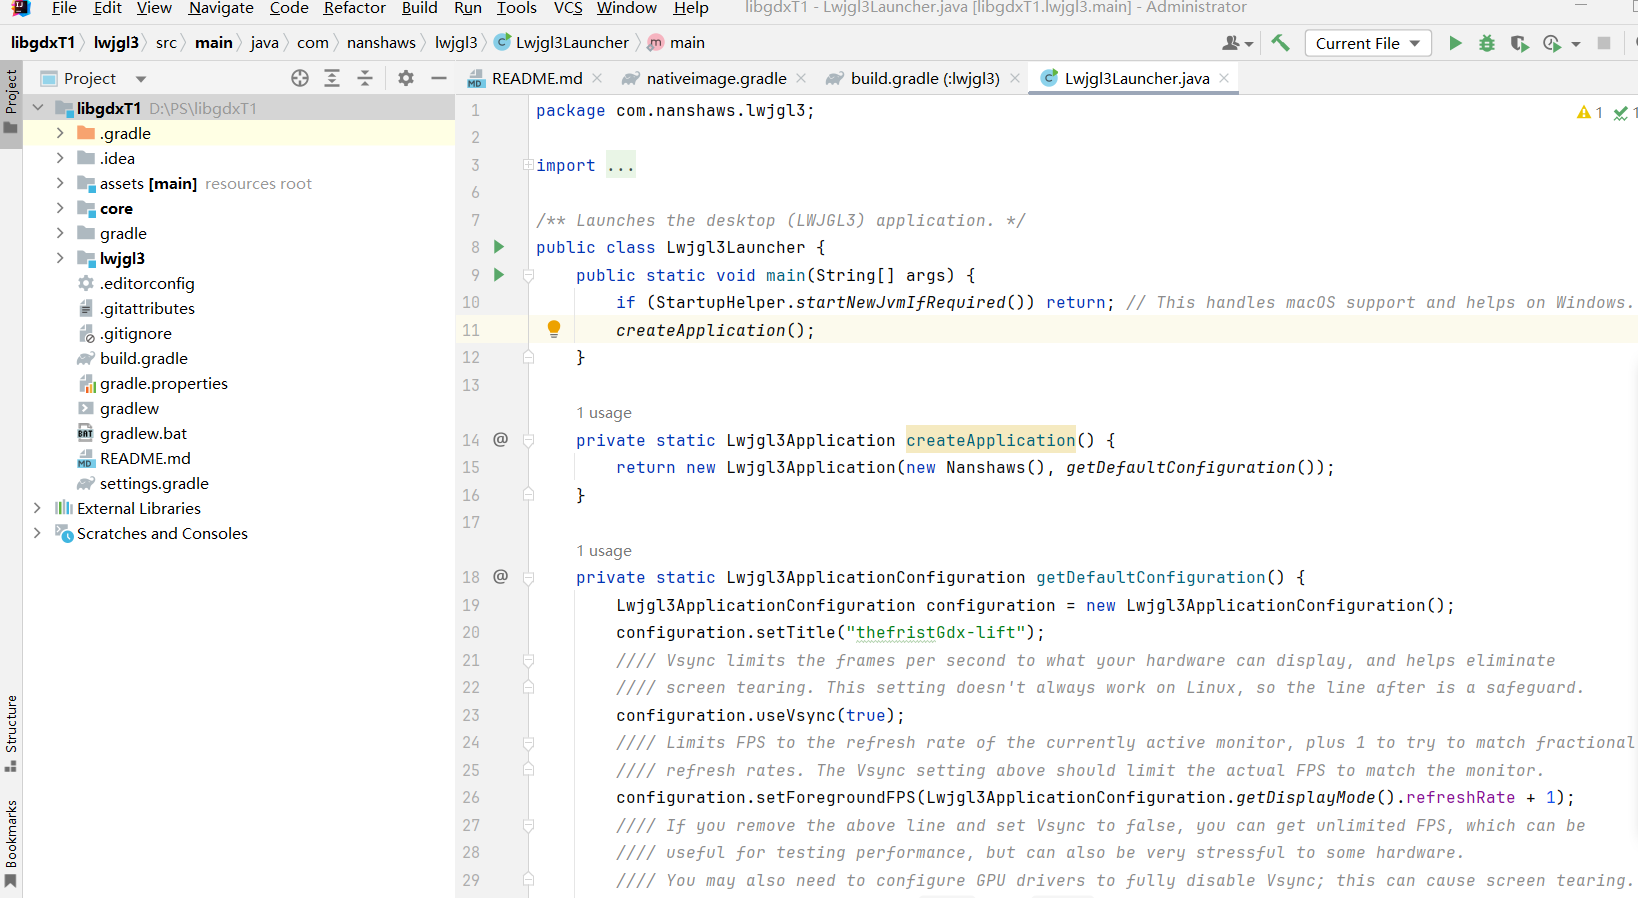 File Edit View Navigate Code Refactor Build Run Tools VCS Window Help libgdxT1 - Lwjgl3Launcher.java [libgdxT1.lwjgl3.main] - Administrator
libgdxT1 lwjgl3 src main java com nanshaws lwjgl3 Lwjgl3Launcher main Current File
Project
Project
README.md nativeimage.gradle build.gradle (:lwjgl3) Lwjgl3Launcher.java
libgdxT1 D:\PS\libgdxT1
.gradle
.idea
assets [main] resources root
core
gradle
lwjgl3
.editorconfig
.gitattributes
.gitignore
build.gradle
gradle.properties
gradlew
gradlew.bat
README.md
settings.gradle
External Libraries
Scratches and Consoles
Structure
Bookmarks
1 package com.nanshaws.lwjgl3;
1 1
2
3 import ...
6
7 /** Launches the desktop (LWJGL3) application. */
8 public class Lwjgl3Launcher {
9 public static void main(String[] args) {
10 if (StartupHelper.startNewJvmIfRequired()) return; // This handles macOS support and helps on Windows.
11 createApplication();
12 }
13
1 usage
14 @ private static Lwjgl3Application createApplication() {
15 return new Lwjgl3Application(new Nanshaws(), getDefaultConfiguration());
16 }
17
1 usage
18 @ private static Lwjgl3ApplicationConfiguration getDefaultConfiguration() {
19 Lwjgl3ApplicationConfiguration configuration = new Lwjgl3ApplicationConfiguration();
20 configuration.setTitle("thefristGdx-lift");
21 //// Vsync limits the frames per second to what your hardware can display, and helps eliminate
22 //// screen tearing. This setting doesn't always work on Linux, so the line after is a safeguard.
23 configuration.useVsync(true);
24 //// Limits FPS to the refresh rate of the currently active monitor, plus 1 to try to match fractional
25 //// refresh rates. The Vsync setting above should limit the actual FPS to match the monitor.
26 configuration.setForegroundFPS(Lwjgl3ApplicationConfiguration.getDisplayMode().refreshRate + 1);
27 //// If you remove the above line and set Vsync to false, you can get unlimited FPS, which can be
28 //// useful for testing performance, but can also be very stressful to some hardware.
29 //// You may also need to configure GPU drivers to fully disable Vsync; this can cause screen tearing.